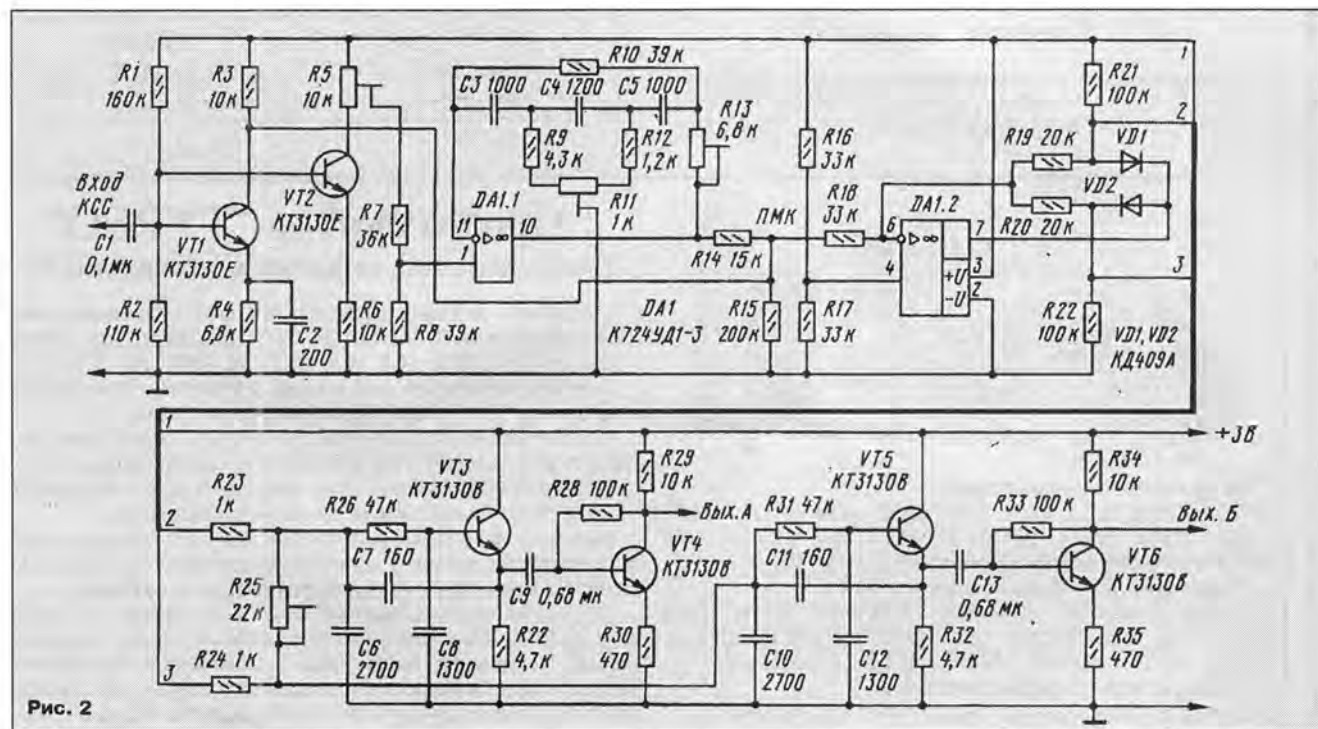 R1 160к
R3 10к
R5 10к
R10 39к
C3 1000
C4 1200
C5 1000
R13 6,8к
R9 4,3к
R12 1,2к
R11 1к
R16 33к
R21 100к
1
2
R19 20к
VD1
VD2
R20 20к
3
Вход КСС
C1 0,1мк
VT1 КТ3130Е
VT2 КТ3130Е
R7 36к
DA1.1
11
▷∞
10
1
R14 15к
ПМК
R18 33к
DA1.2
6
▷∞
7
4
3
+U
2
-U
R2 110к
R4 6,8к
C2 200
R6 10к
R8 39к
DA1 К724УД1-3
R15 200к
R17 33к
R22 100к
VD1, VD2 КД409А
1
+3В
R23 1к
2
R26 47к
VT3 КТ3130В
R28 100к
R29 10к
Вых. А
VT4 КТ3130В
R31 47к
VT5 КТ3130В
R33 100к
R34 10к
Вых. Б
VT6 КТ3130В
C7 160
C9 0,68 мк
C11 160
C13 0,68 мк
R25 22к
R24 1к
3
C6 2700
C8 1300
R22 4,7к
R30 470
C10 2700
C12 1300
R32 4,7к
R35 470
Рис. 2